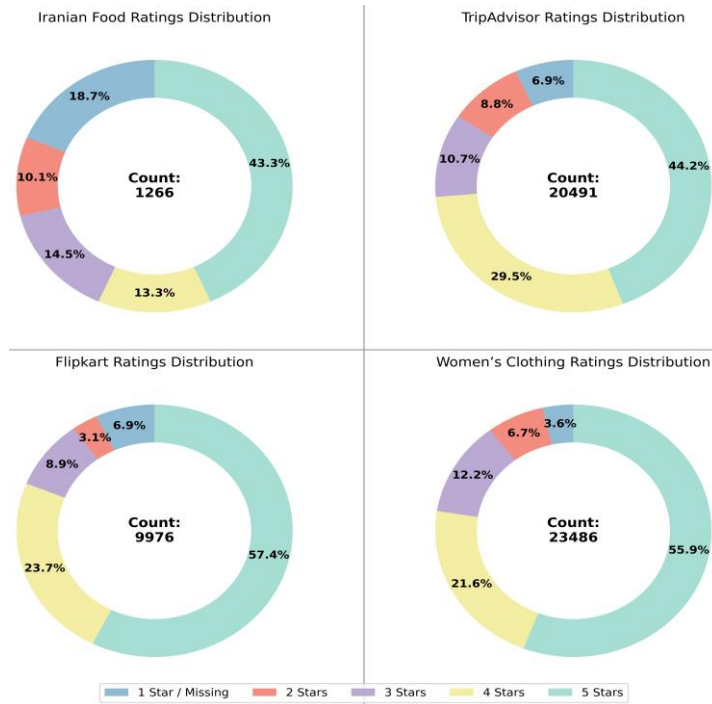 Iranian Food Ratings Distribution
18.7%
43.3%
10.1%
Count:
1266
14.5%
13.3%
TripAdvisor Ratings Distribution
6.9%
8.8%
10.7%
44.2%
Count:
20491
29.5%
Flipkart Ratings Distribution
6.9%
3.1%
8.9%
Count:
9976
57.4%
23.7%
Women’s Clothing Ratings Distribution
3.6%
6.7%
12.2%
Count:
23486
55.9%
21.6%
1 Star / Missing 2 Stars 3 Stars 4 Stars 5 Stars